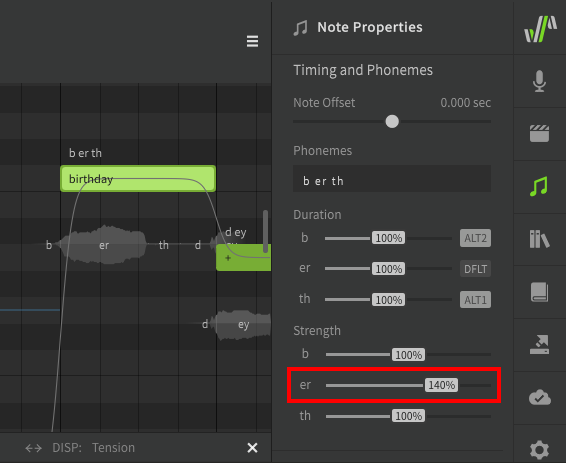 Note Properties
Timing and Phonemes
Note Offset 0.000 sec
Phonemes
b er th
Duration
b 100% ALT2
er 100% DFLT
th 100% ALT1
Strength
b 100%
er 140%
th 100%
b er th
birthday
b er th d
d ey
+
d ey
DISP: Tension